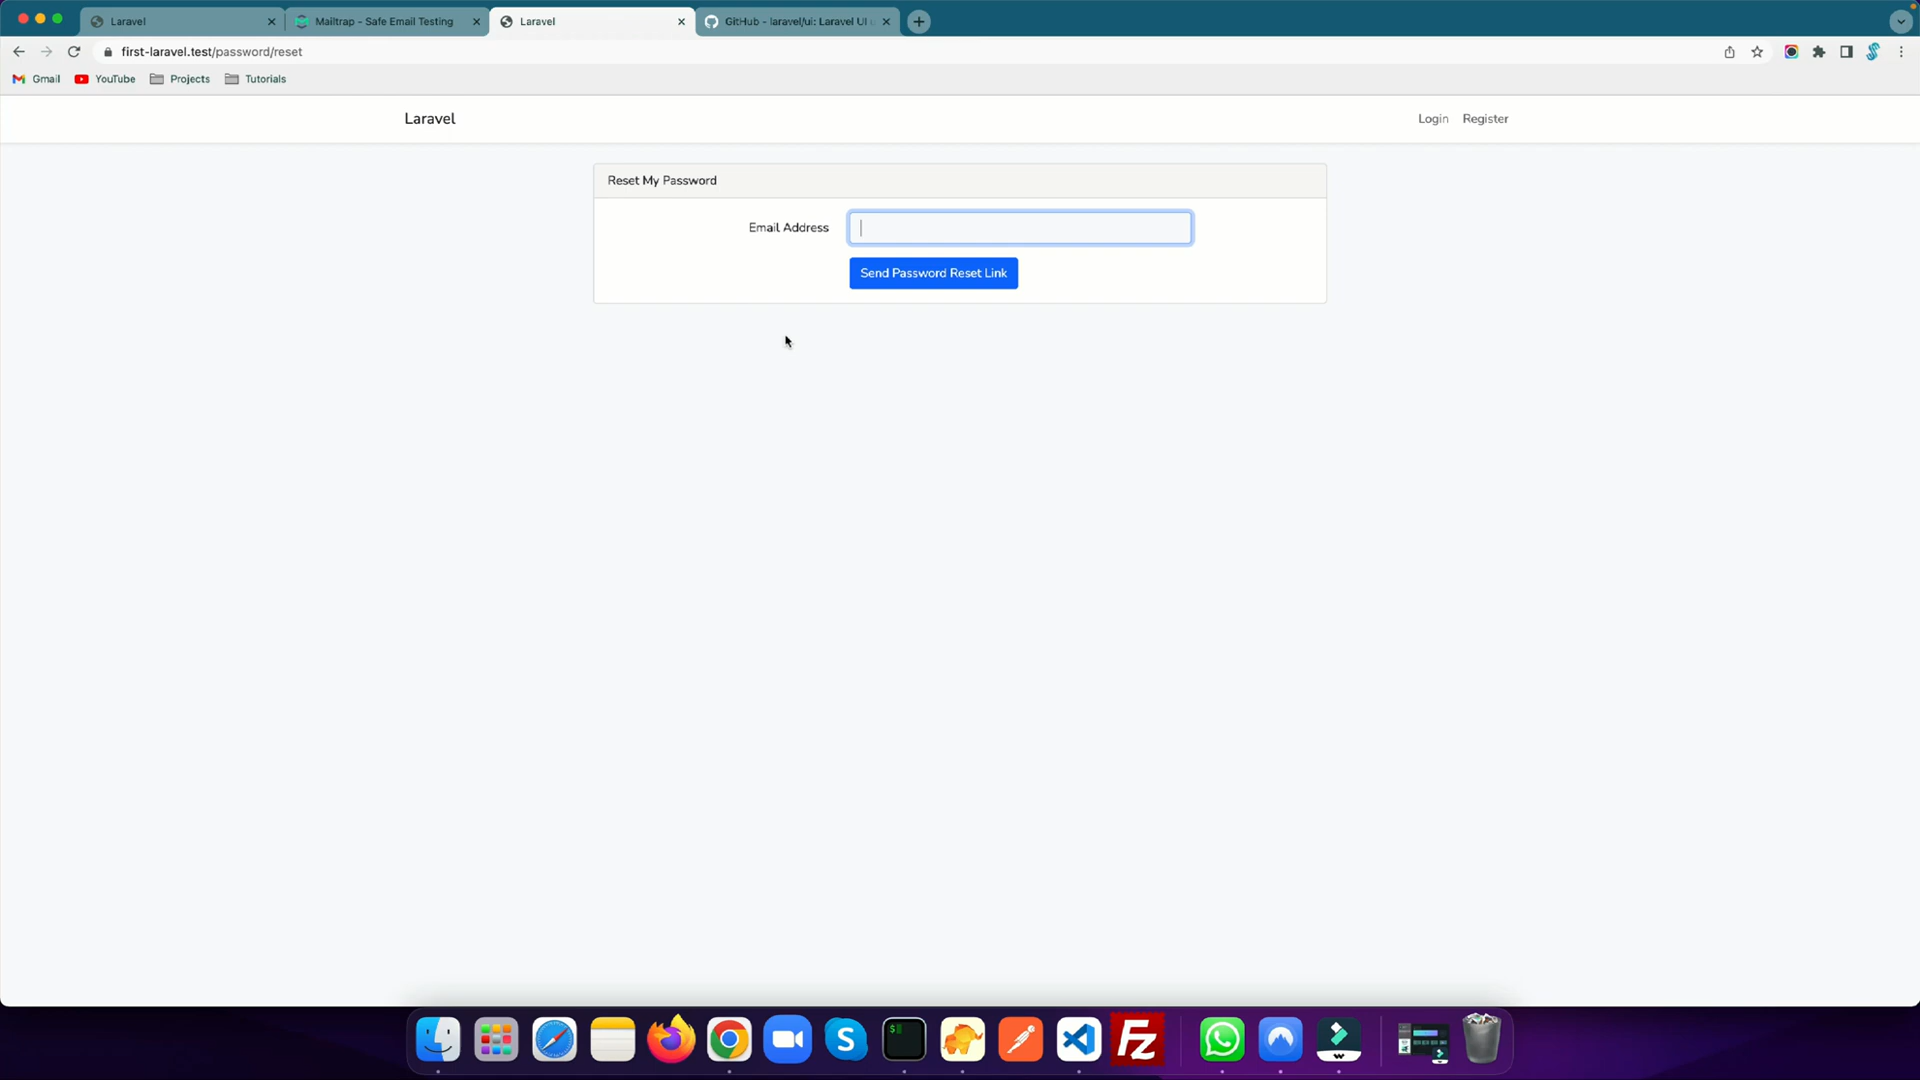 Laravel
Mailtrap - Safe Email Testing
Laravel
GitHub - laravel/ui: Laravel UI
first-laravel.test/password/reset
Gmail
YouTube
Projects
Tutorials
Laravel
Login
Register
Reset My Password
Email Address
Send Password Reset Link
S
$
Fz